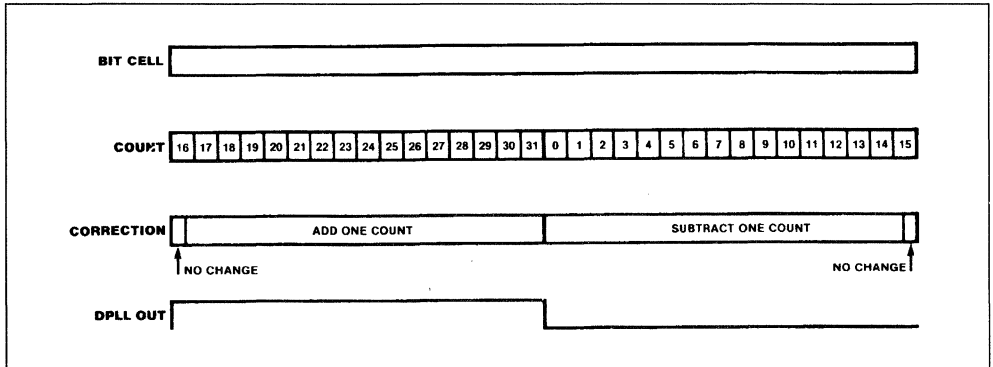 BIT CELL
COUNT 16 17 18 19 20 21 22 23 24 25 26 27 28 29 30 31 0 1 2 3 4 5 6 7 8 9 10 11 12 13 14 15
CORRECTION ADD ONE COUNT SUBTRACT ONE COUNT
NO CHANGE NO CHANGE
DPLL OUT